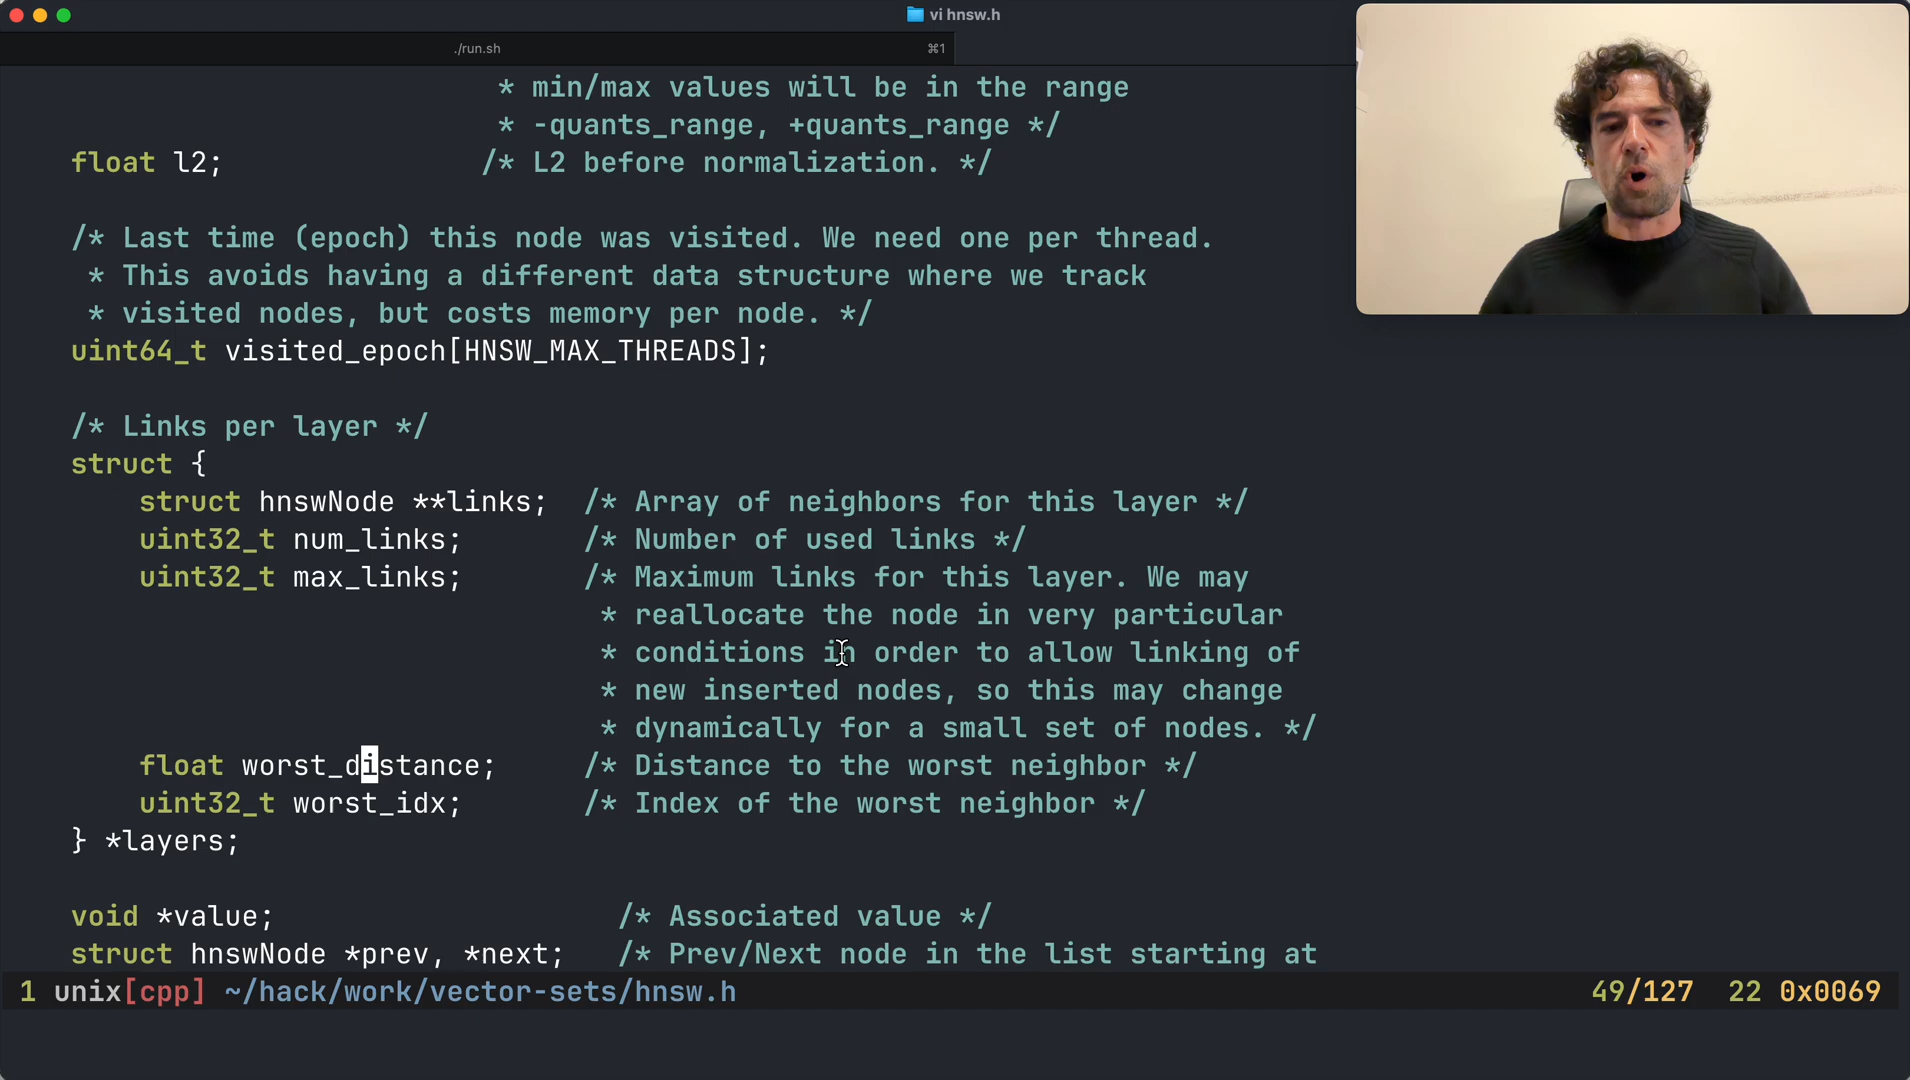 vi hnsw.h
./run.sh ⌘1
* min/max values will be in the range
* -quants_range, +quants_range */
float l2; /* L2 before normalization. */
/* Last time (epoch) this node was visited. We need one per thread.
* This avoids having a different data structure where we track
* visited nodes, but costs memory per node. */
uint64_t visited_epoch[HNSW_MAX_THREADS];
/* Links per layer */
struct {
struct hnswNode **links; /* Array of neighbors for this layer */
uint32_t num_links; /* Number of used links */
uint32_t max_links; /* Maximum links for this layer. We may
* reallocate the node in very particular
* conditions in order to allow linking of
* new inserted nodes, so this may change
* dynamically for a small set of nodes. */
float worst_distance; /* Distance to the worst neighbor */
uint32_t worst_idx; /* Index of the worst neighbor */
} *layers;
void *value; /* Associated value */
struct hnswNode *prev, *next; /* Prev/Next node in the list starting at
1 unix[cpp] ~/hack/work/vector-sets/hnsw.h 49/127 22 0x0069